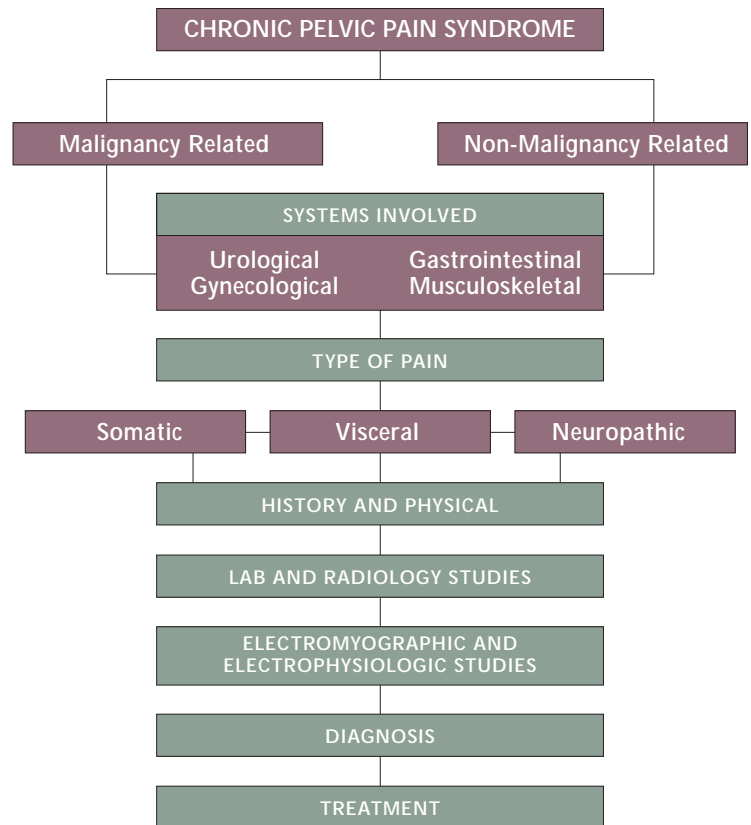 CHRONIC PELVIC PAIN SYNDROME
Malignancy Related
Non-Malignancy Related
SYSTEMS INVOLVED
Urological
Gynecological
Gastrointestinal
Musculoskeletal
TYPE OF PAIN
Somatic
Visceral
Neuropathic
HISTORY AND PHYSICAL
LAB AND RADIOLOGY STUDIES
ELECTROMYOGRAPHIC AND
ELECTROPHYSIOLOGIC STUDIES
DIAGNOSIS
TREATMENT